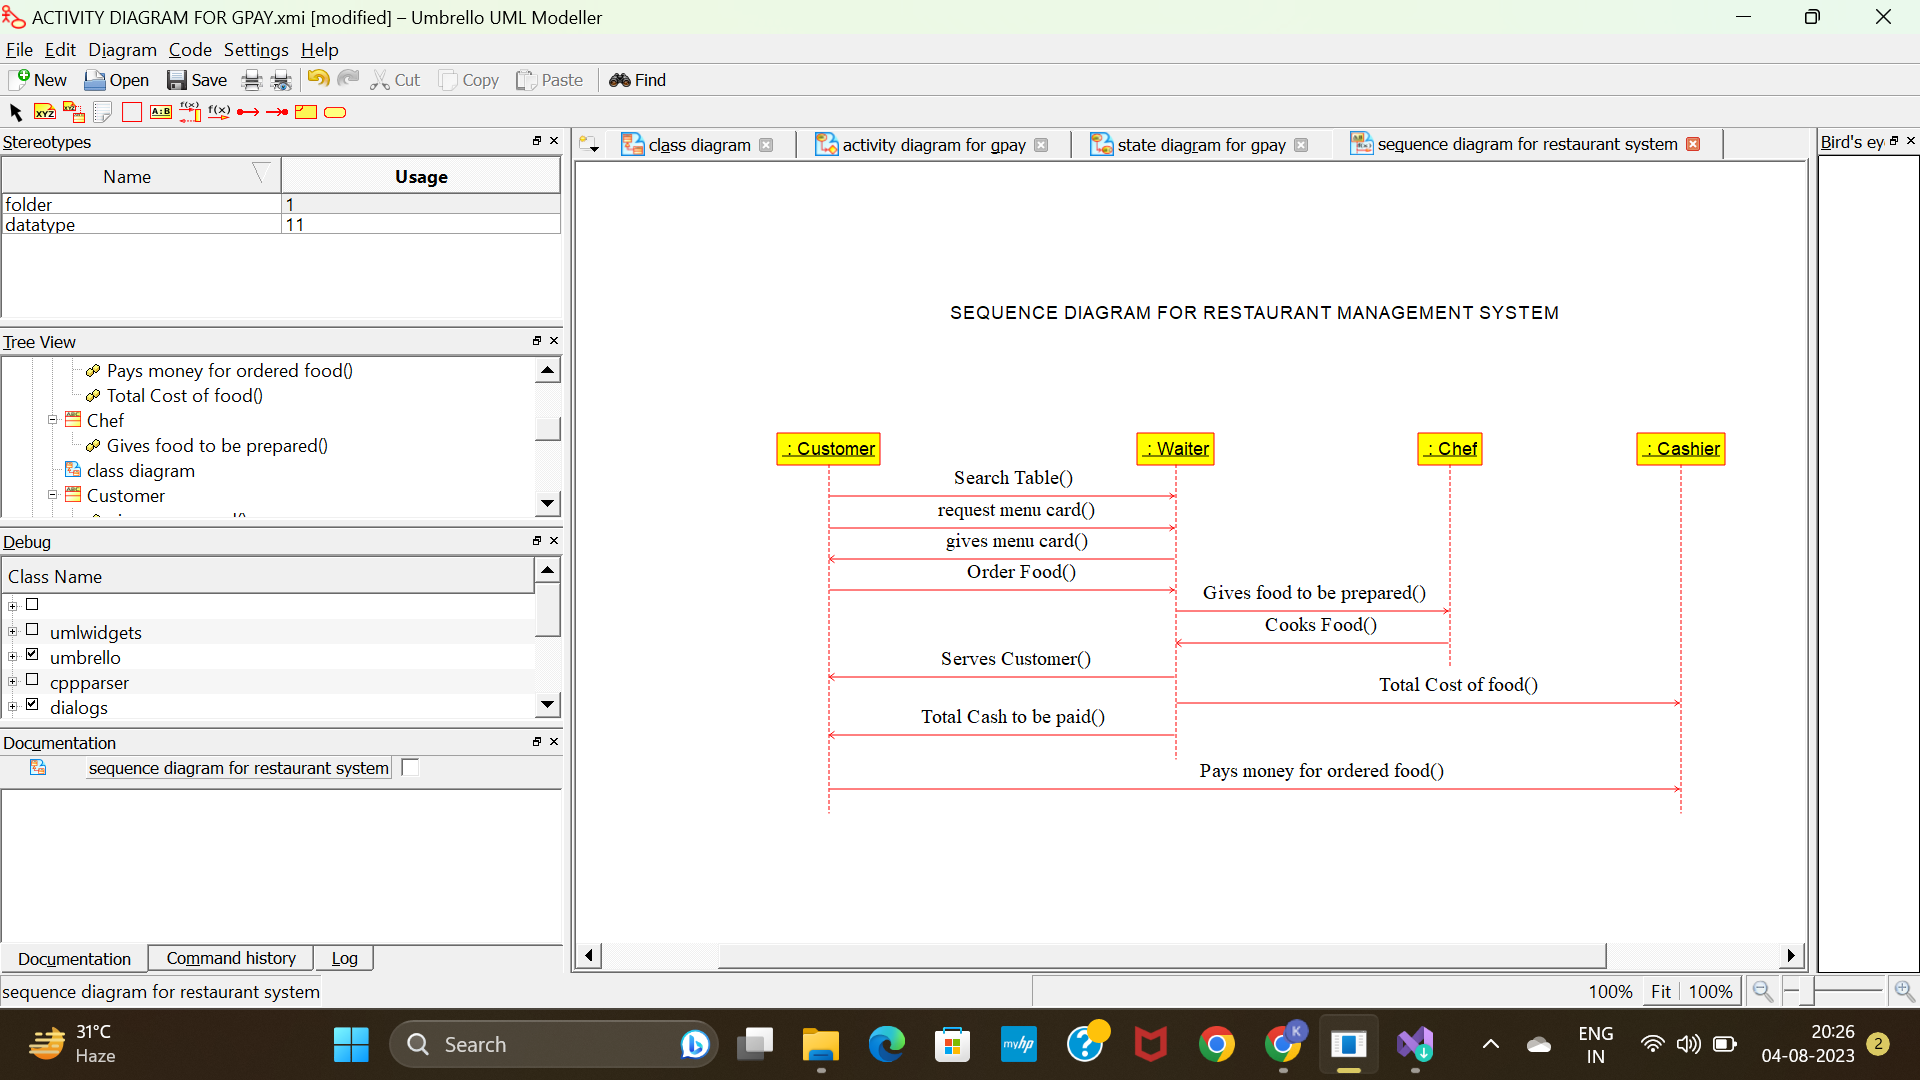 ACTIVITY DIAGRAM FOR GPAY.xmi [modified] – Umbrello UML Modeller
File Edit Diagram Code Settings Help
New Open Save Cut Copy Paste Find
XYZ A:B f(x) f(x)
Stereotypes
Name Usage
folder 1
datatype 11
Tree View
Pays money for ordered food()
Total Cost of food()
Chef
Gives food to be prepared()
class diagram
Customer
Debug
Class Name
umlwidgets
umbrello
cppparser
dialogs
Documentation
sequence diagram for restaurant system
Documentation Command history Log
class diagram activity diagram for gpay state diagram for gpay sequence diagram for restaurant system
Bird's ey
SEQUENCE DIAGRAM FOR RESTAURANT MANAGEMENT SYSTEM
: Customer : Waiter : Chef : Cashier
Search Table()
request menu card()
gives menu card()
Order Food()
Gives food to be prepared()
Cooks Food()
Serves Customer()
Total Cost of food()
Total Cash to be paid()
Pays money for ordered food()
sequence diagram for restaurant system 100% Fit 100%
31°C
Haze
Search
myhp
K
ENG
IN
20:26
04-08-2023
2